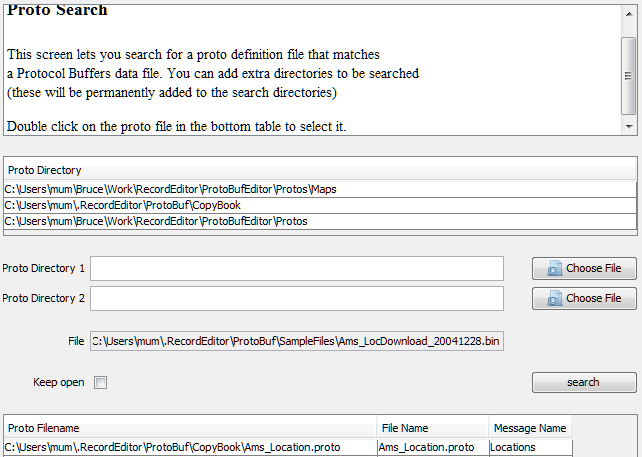 Proto Search
This screen lets you search for a proto definition file that matches
a Protocol Buffers data file. You can add extra directories to be searched
(these will be permanently added to the search directories)
Double click on the proto file in the bottom table to select it.
Proto Directory
C:\Users\mum\Bruce\Work\RecordEditor\ProtoBufEditor\Protos\Maps
C:\Users\mum\.RecordEditor\ProtoBuf\CopyBook
C:\Users\mum\Bruce\Work\RecordEditor\ProtoBufEditor\Protos
Proto Directory 1 Choose File
Proto Directory 2 Choose File
File C:\Users\mum\.RecordEditor\ProtoBuf\SampleFiles\Ams_LocDownload_20041228.bin
Keep open search
Proto Filename File Name Message Name
C:\Users\mum\.RecordEditor\ProtoBuf\CopyBook\Ams_Location.proto Ams_Location.proto Locations